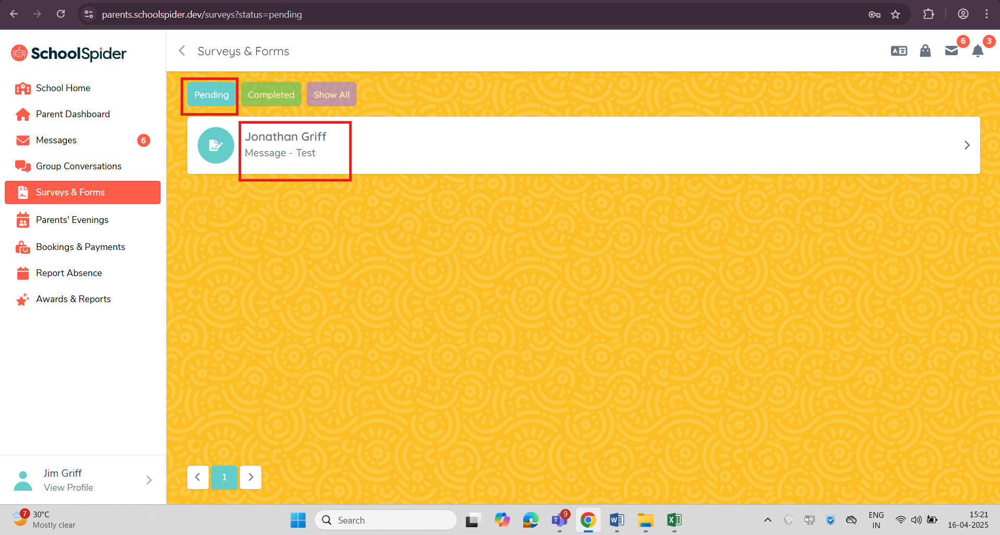 parents.schoolspider.dev/surveys?status=pending
SchoolSpider
Surveys & Forms
6
3
School Home
Parent Dashboard
Messages
6
Group Conversations
Surveys & Forms
Parents' Evenings
Bookings & Payments
Report Absence
Awards & Reports
Pending
Completed
Show All
Jonathan Griff
Message - Test
1
Jim Griff
View Profile
7
30°C
Mostly clear
Search
9
ENG
IN
15:21
16-04-2025